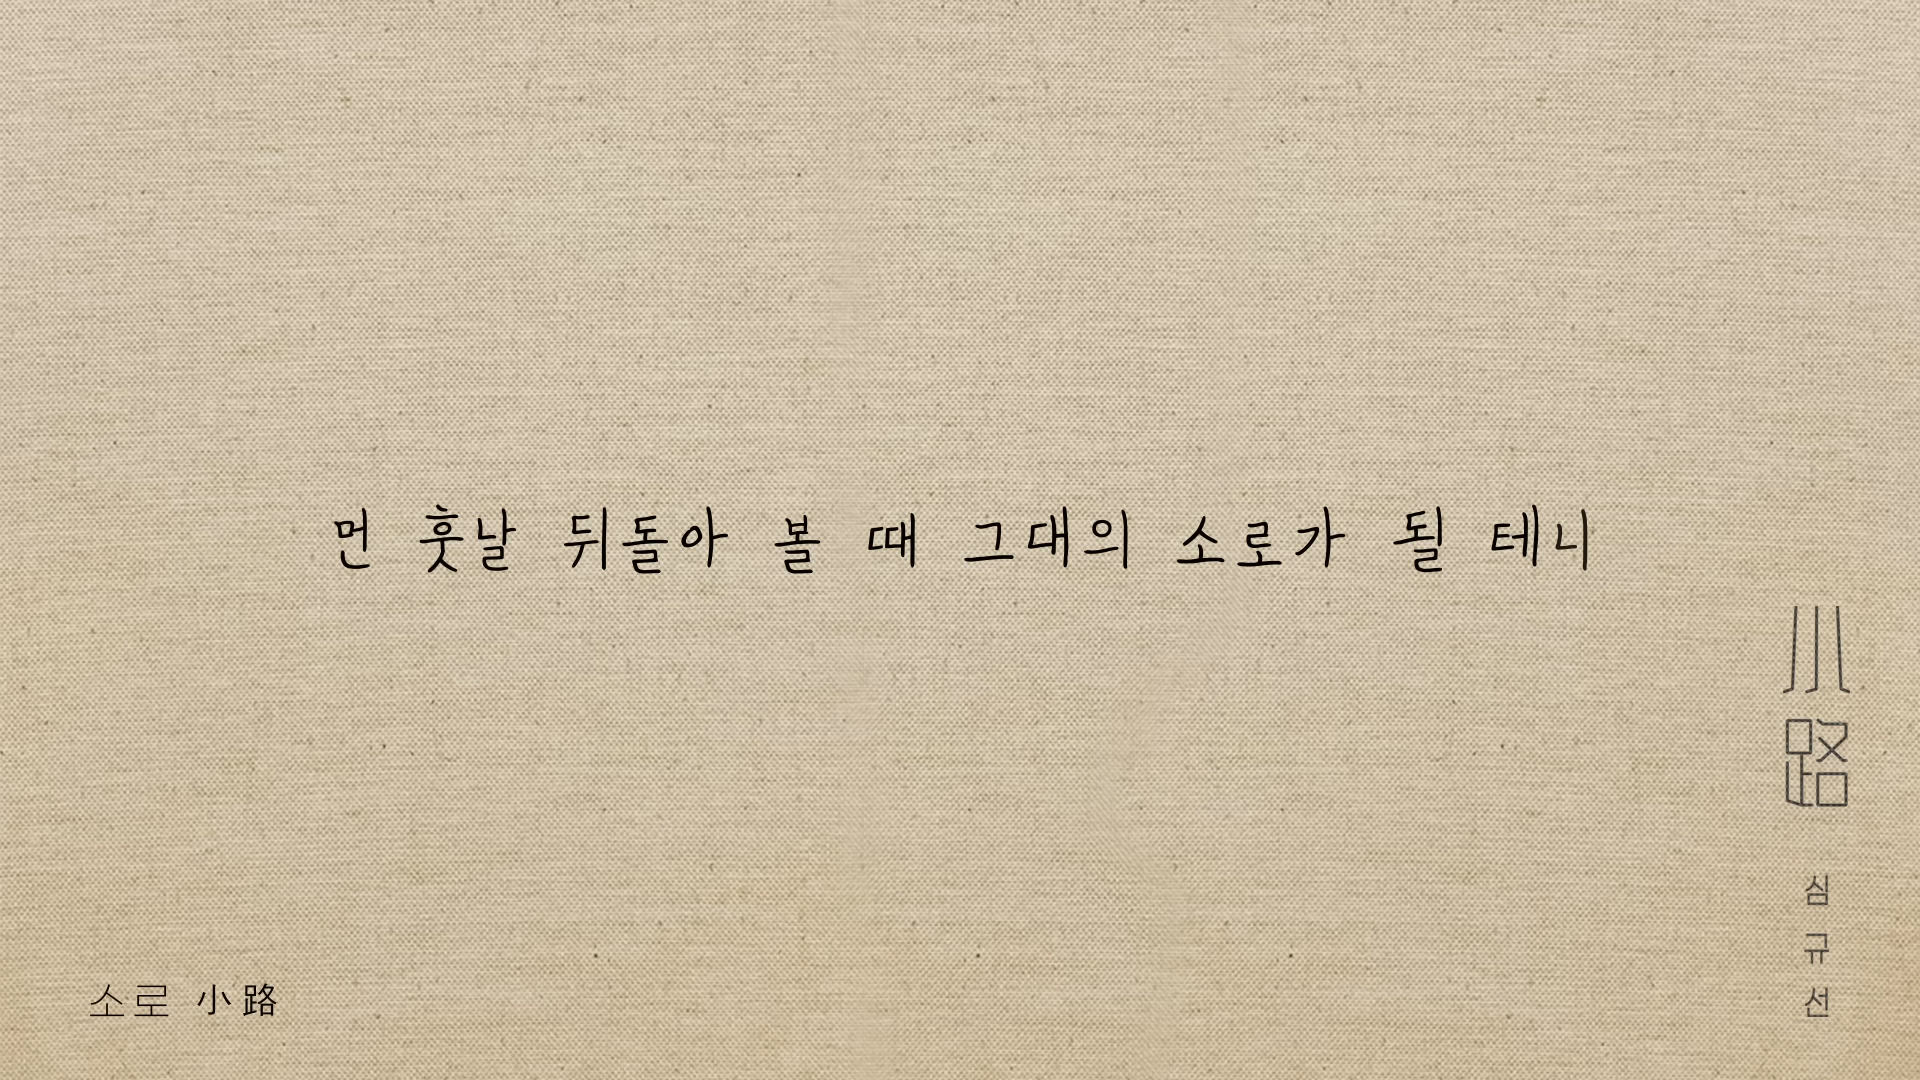 먼 훗날 뒤돌아 볼 때 그대의 소로가 될 테니
小路
심규선
소로 小路